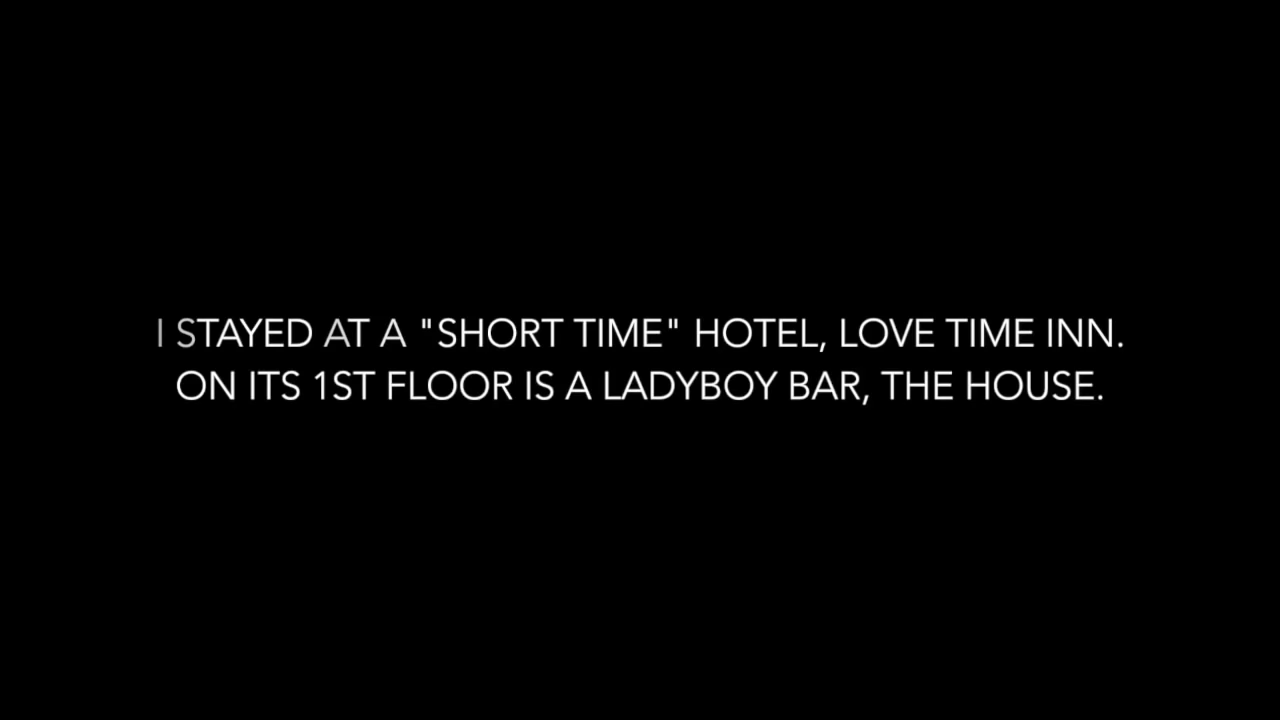 I STAYED AT A "SHORT TIME" HOTEL, LOVE TIME INN.
ON ITS 1ST FLOOR IS A LADYBOY BAR, THE HOUSE.